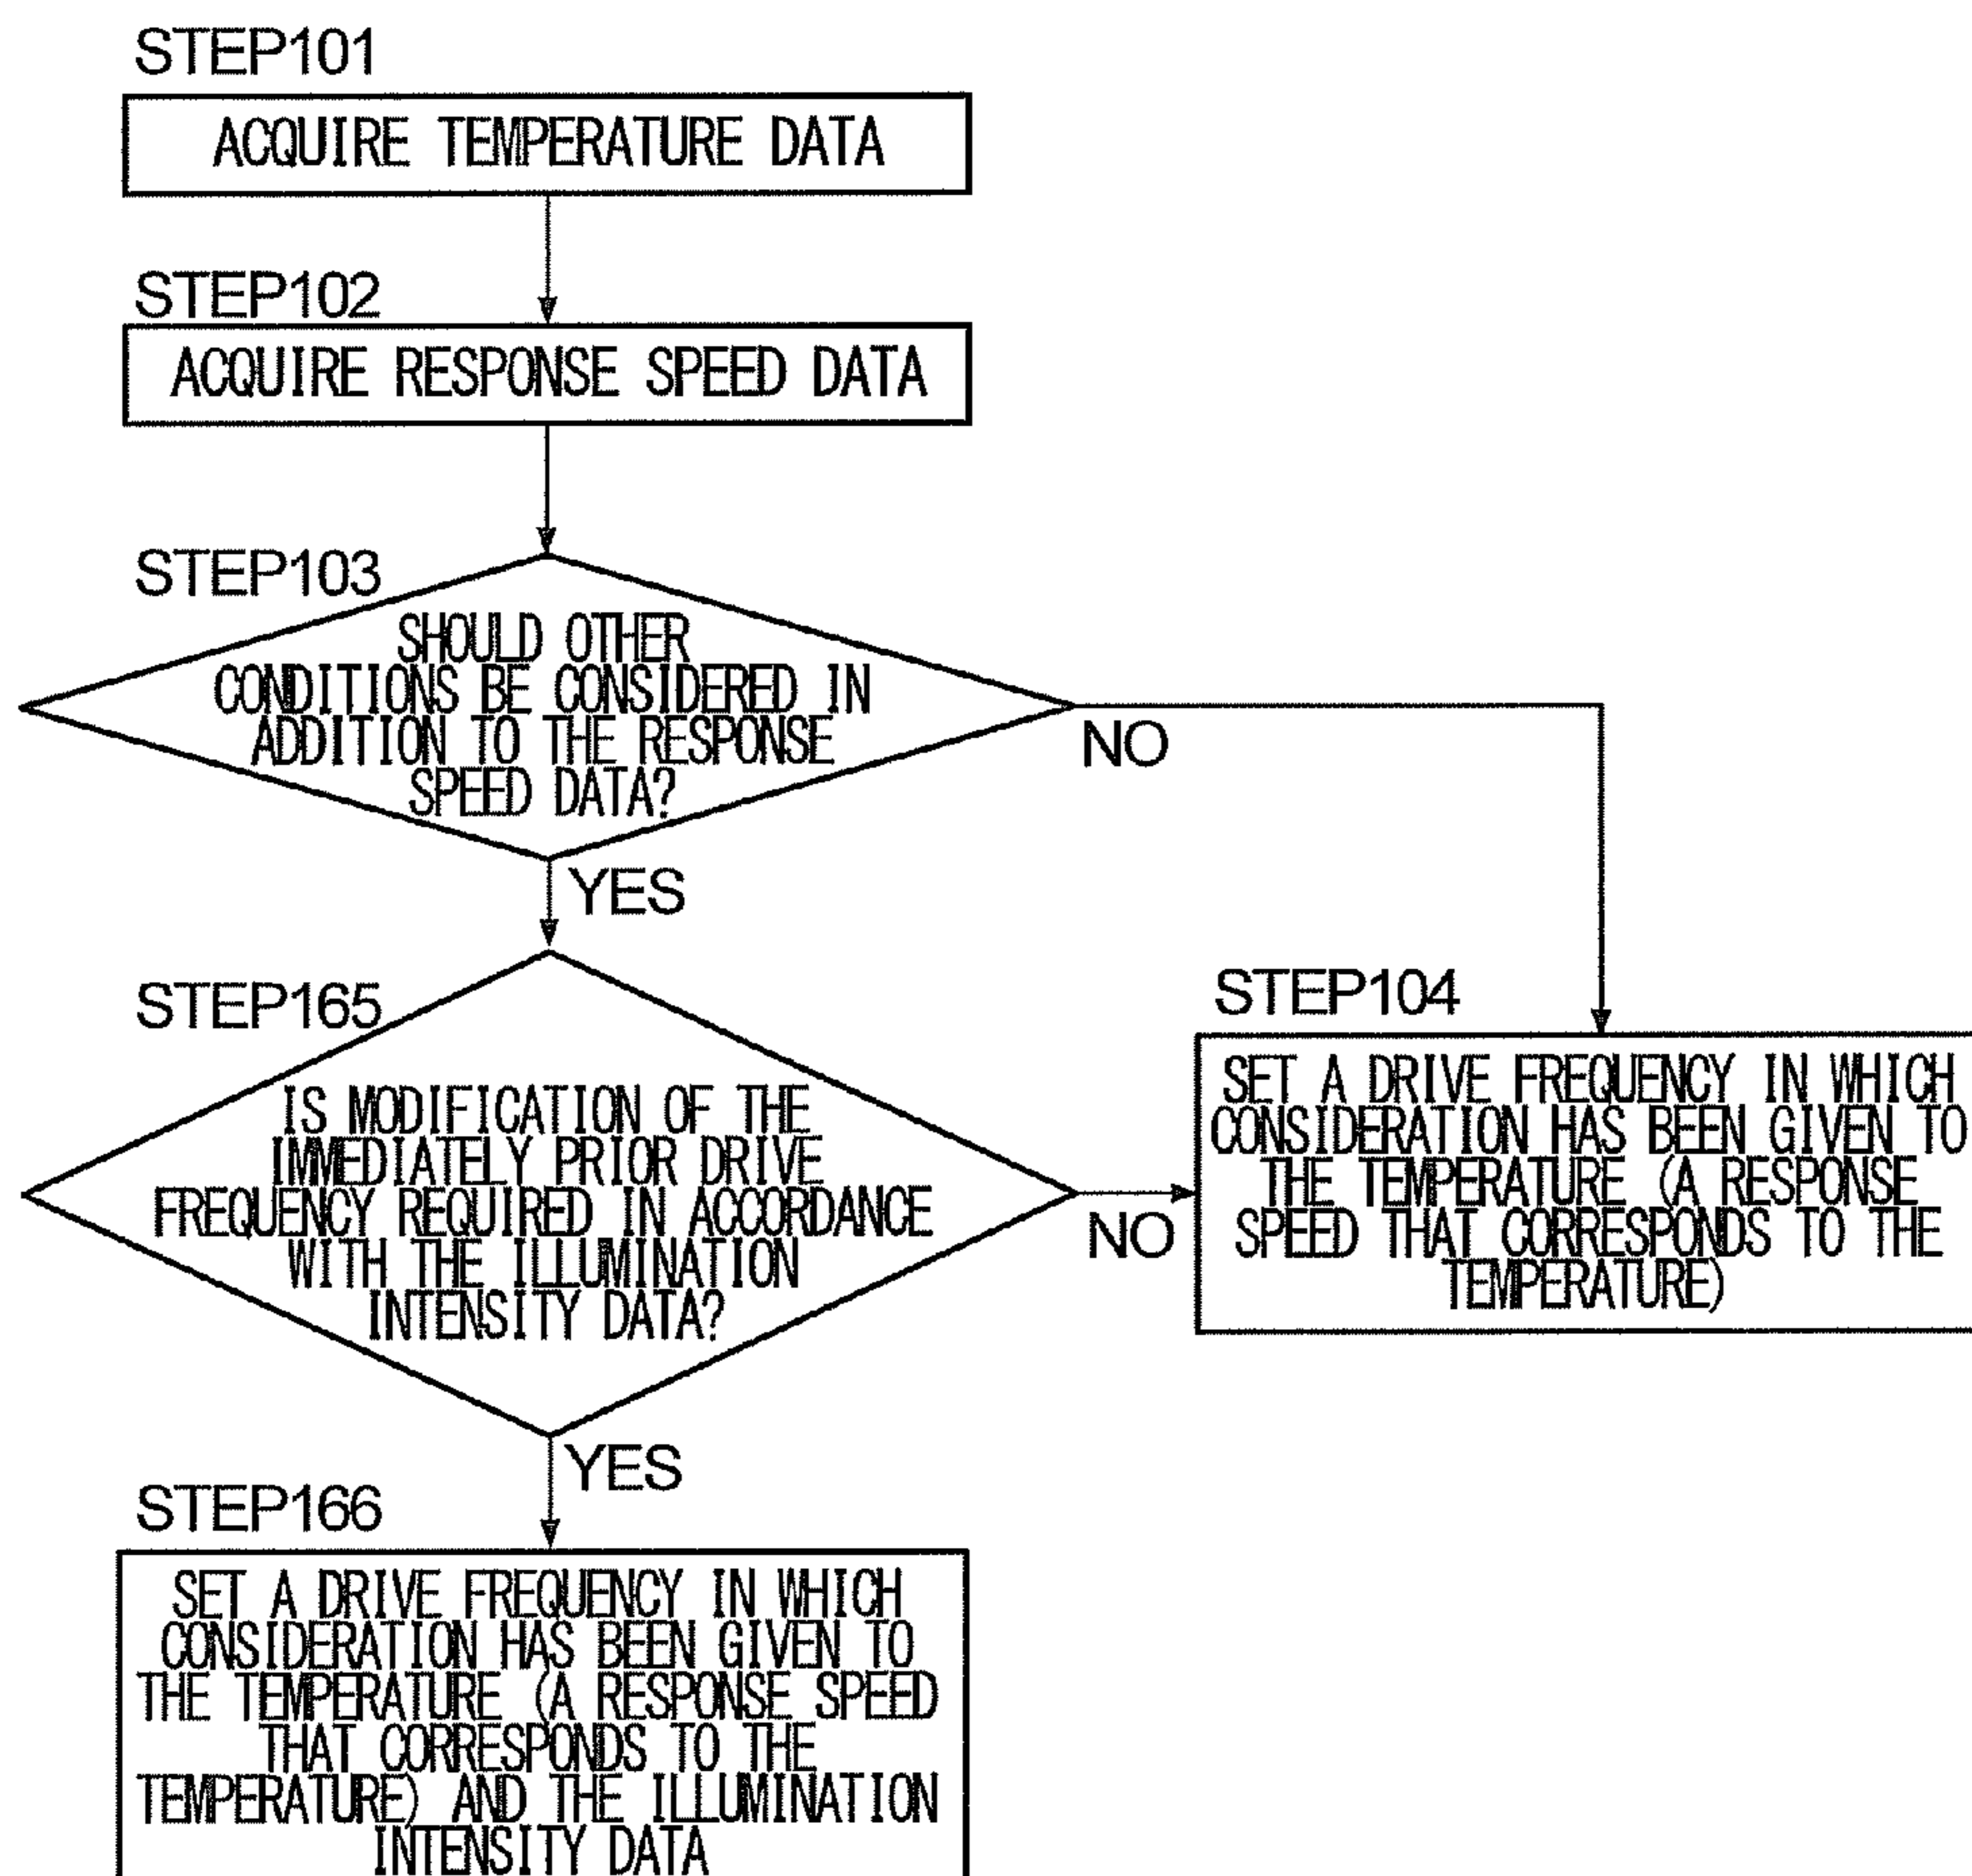 STEP101
ACQUIRE TEMPERATURE DATA
STEP102
ACQUIRE RESPONSE SPEED DATA
STEP103
SHOULD OTHER
CONDITIONS BE CONSIDERED IN
ADDITION TO THE RESPONSE
SPEED DATA?
NO
YES
STEP165
IS MODIFICATION OF THE
IMMEDIATELY PRIOR DRIVE
FREQUENCY REQUIRED IN ACCORDANCE
WITH THE ILLUMINATION
INTENSITY DATA?
NO
STEP104
SET A DRIVE FREQUENCY IN WHICH
CONSIDERATION HAS BEEN GIVEN TO
THE TEMPERATURE (A RESPONSE
SPEED THAT CORRESPONDS TO THE
TEMPERATURE)
YES
STEP166
SET A DRIVE FREQUENCY IN WHICH
CONSIDERATION HAS BEEN GIVEN TO
THE TEMPERATURE (A RESPONSE SPEED
THAT CORRESPONDS TO THE
TEMPERATURE) AND THE ILLUMINATION
INTENSITY DATA